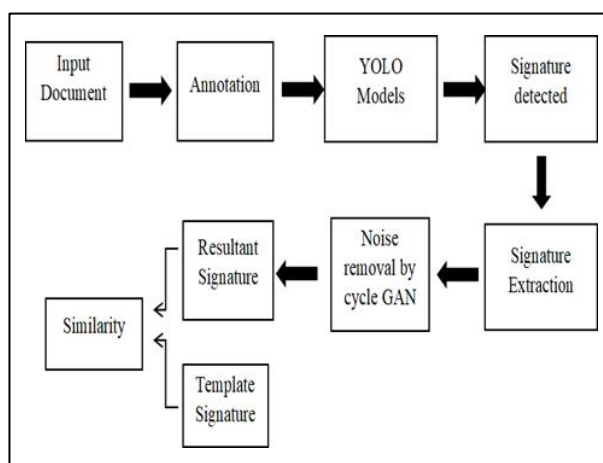 Input
Document
Annotation
YOLO
Models
Signature
detected
Signature
Extraction
Noise
removal by
cycle GAN
Resultant
Signature
Similarity
Template
Signature